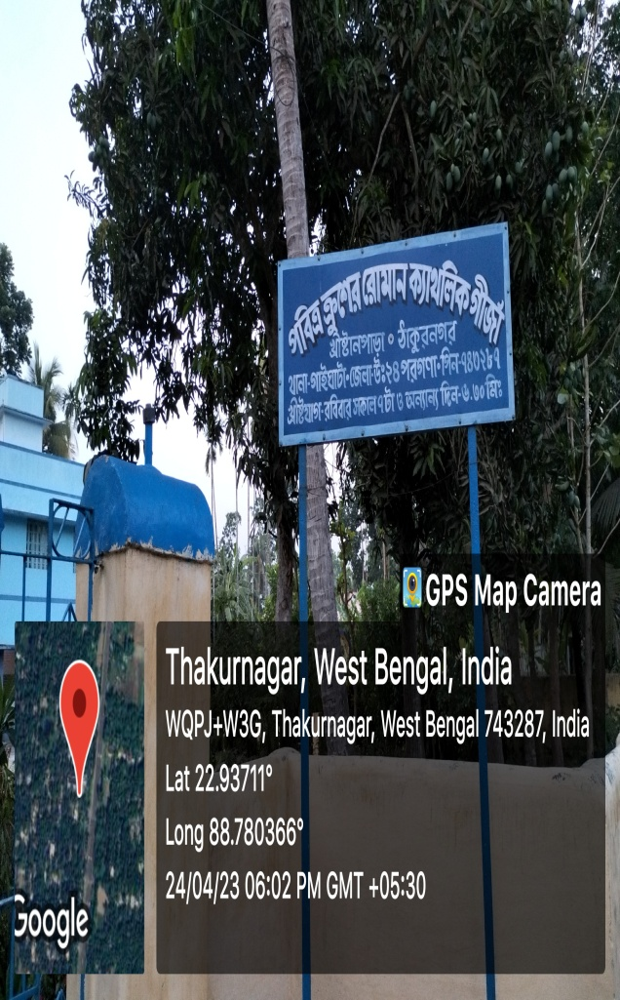 পবিত্র ক্রুশের রোমান ক্যাথলিক গীর্জা
খ্রীষ্টানপাড়া ० ঠাকুরনগর
থানা-গাইঘাটা-জেলা-উঃ২৪ পরগণা-পিন-৭৪৩২৮৭
খ্রীষ্টযাগ-রবিবার সকাল ৭টা ও অন্যান্য দিন-৬.৩০ মিঃ
GPS Map Camera
Thakurnagar, West Bengal, India
WQPJ+W3G, Thakurnagar, West Bengal 743287, India
Lat 22.93711°
Long 88.780366°
24/04/23 06:02 PM GMT +05:30
Google